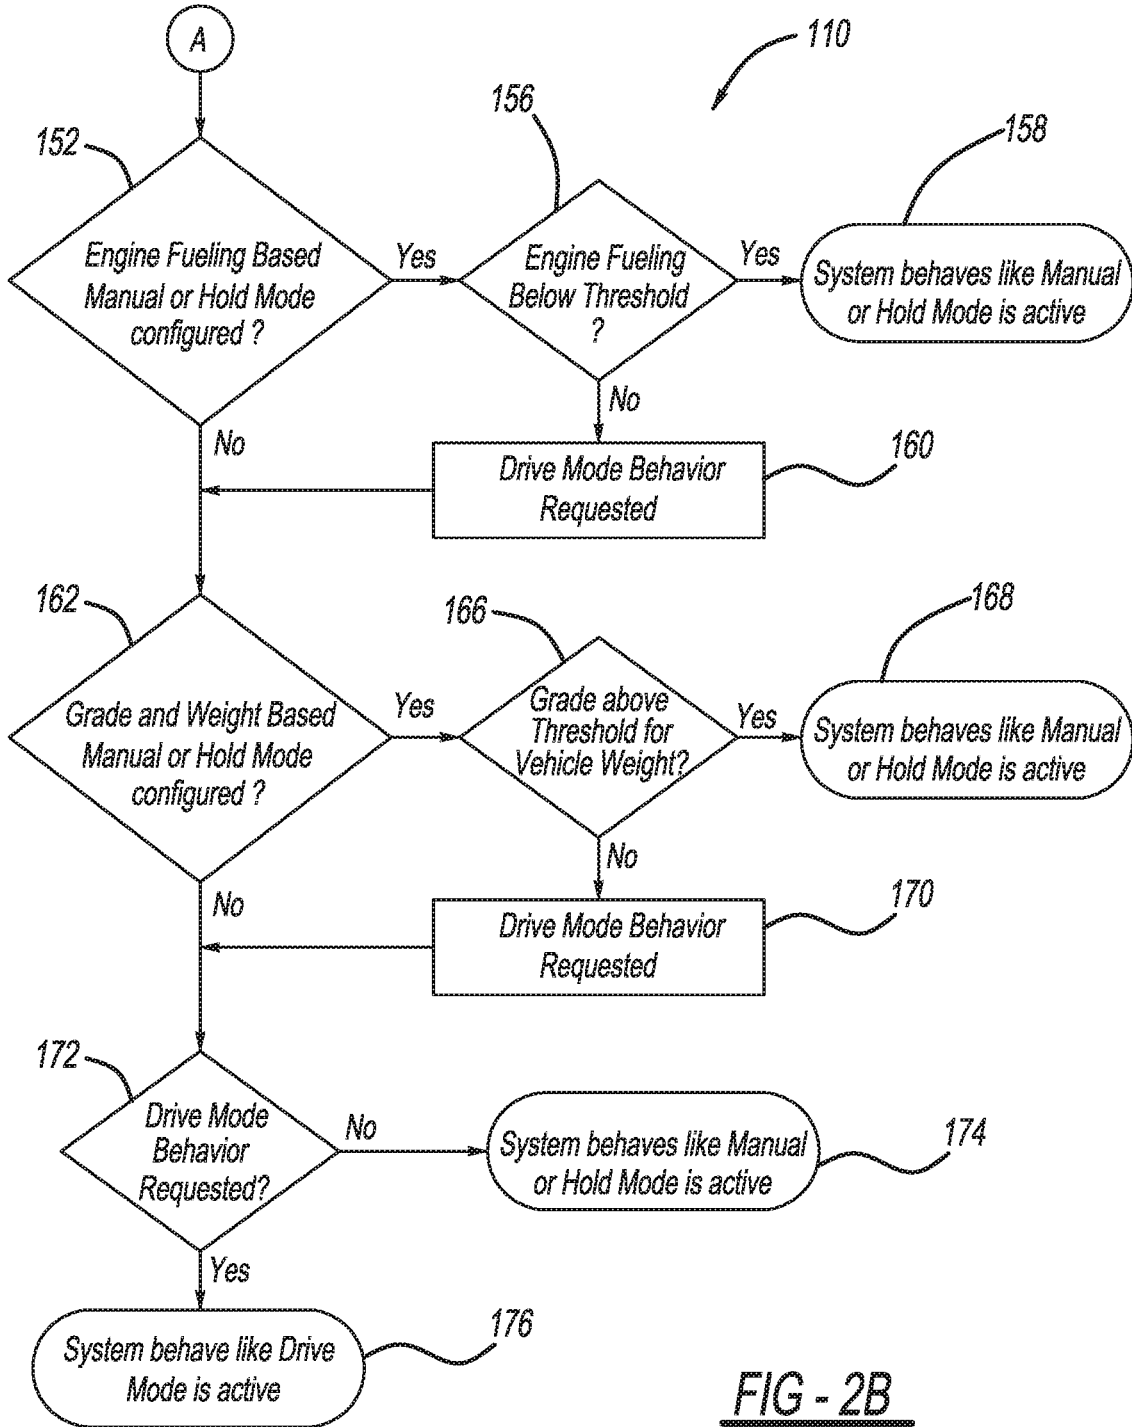 A
110
152
156
158
Engine Fueling Based
Manual or Hold Mode
configured ?
Yes
Engine Fueling
Below Threshold
?
Yes
System behaves like Manual
or Hold Mode is active
No
No
Drive Mode Behavior
Requested
160
162
166
168
Grade and Weight Based
Manual or Hold Mode
configured ?
Yes
Grade above
Threshold for
Vehicle Weight?
Yes
System behaves like Manual
or Hold Mode is active
No
No
Drive Mode Behavior
Requested
170
172
Drive Mode
Behavior
Requested?
No
System behaves like Manual
or Hold Mode is active
174
Yes
System behave like Drive
Mode is active
176
FIG - 2B